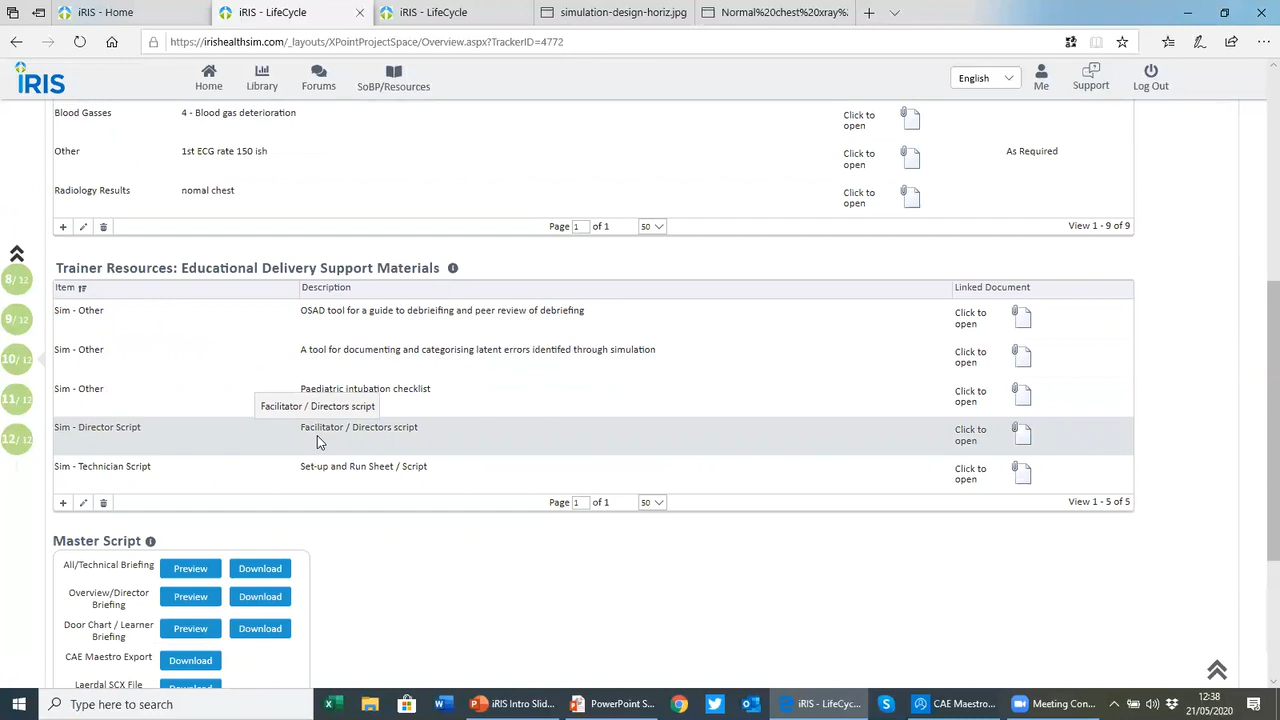 iRIS - Home
iRIS - LifeCycle
iRIS - LifeCycle
simulation-design-horiz.jpg
Normal%20chest%20xray%
https://irishealthsim.com/_layouts/XPointProjectSpace/Overview.aspx?TrackerID=4772
iRIS
Home
Library
Forums
SoBP/Resources
English
Me
Support
Log Out
Blood Gasses 4 - Blood gas deterioration Click to open
Other 1st ECG rate 150 ish Click to open As Required
Radiology Results nomal chest Click to open
Page 1 of 1 50 View 1 - 9 of 9
8/12
9/12
10/12
11/12
12/12
Trainer Resources: Educational Delivery Support Materials
Item Description Linked Document
Sim - Other OSAD tool for a guide to debrieifing and peer review of debriefing Click to open
Sim - Other A tool for documenting and categorising latent errors identifed through simulation Click to open
Sim - Other Paediatric intubation checklist Click to open
Facilitator / Directors script
Sim - Director Script Facilitator / Directors script Click to open
Sim - Technician Script Set-up and Run Sheet / Script Click to open
Page 1 of 1 50 View 1 - 5 of 5
Master Script
All/Technical Briefing Preview Download
Overview/Director Briefing Preview Download
Door Chart / Learner Briefing Preview Download
CAE Maestro Export Download
Laerdal SCX File Download
Type here to search
iRIS Intro Slid...
PowerPoint S...
iRIS - LifeCyc...
CAE Maestro...
Meeting Con...
12:38
21/05/2020